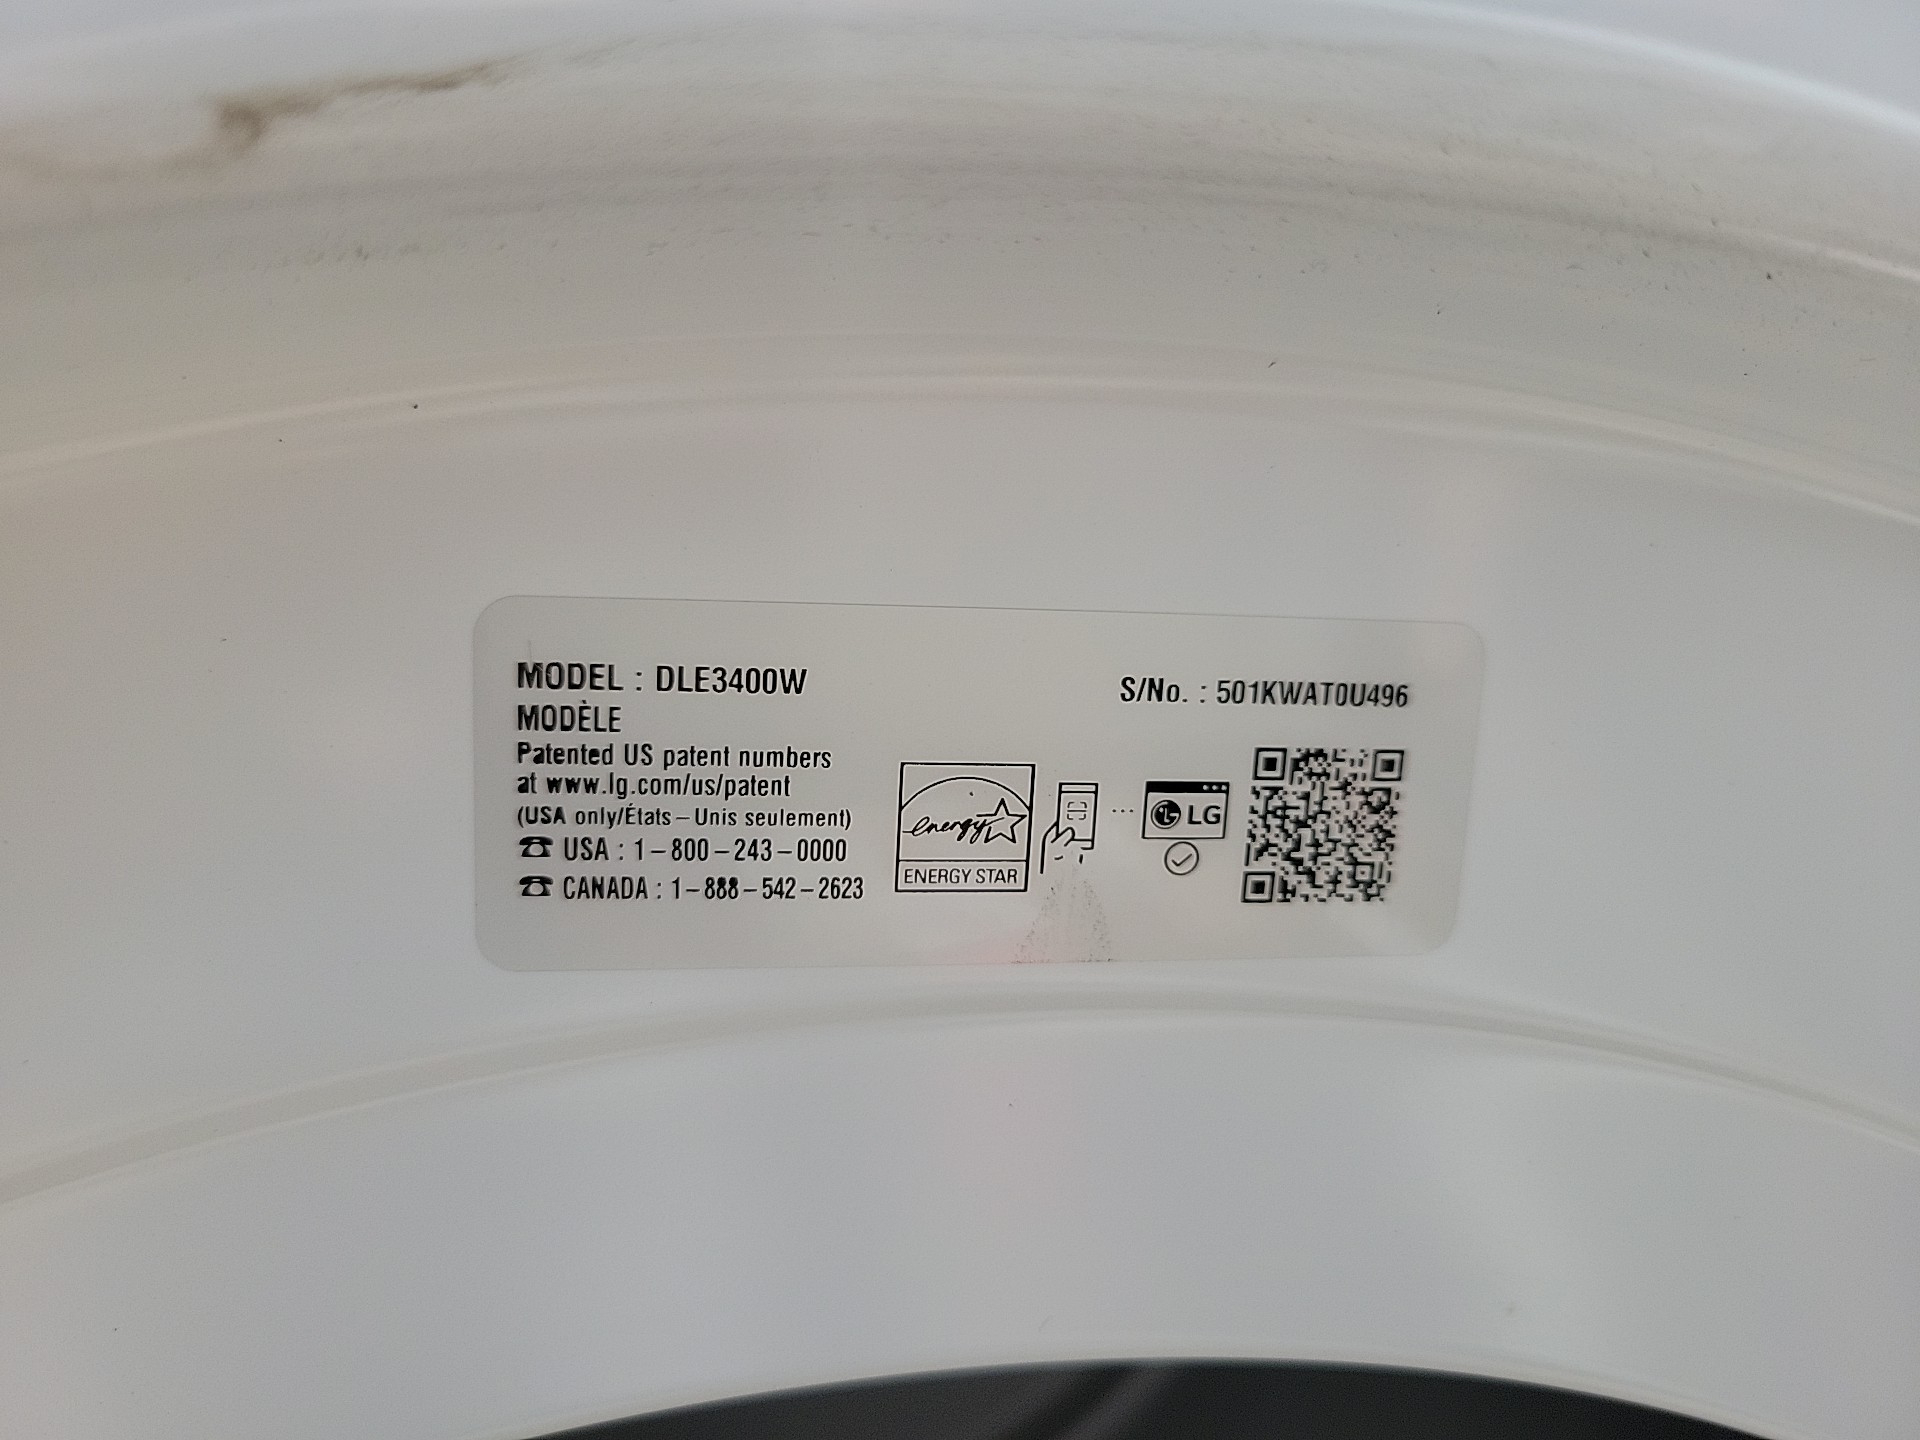 MODEL : DLE3400W
MODÈLE
S/No. : 501KWAT0U496
Patented US patent numbers
at www.lg.com/us/patent
(USA only/États – Unis seulement)
☎ USA : 1–800–243–0000
☎ CANADA : 1–888–542–2623
energy
ENERGY STAR
LG